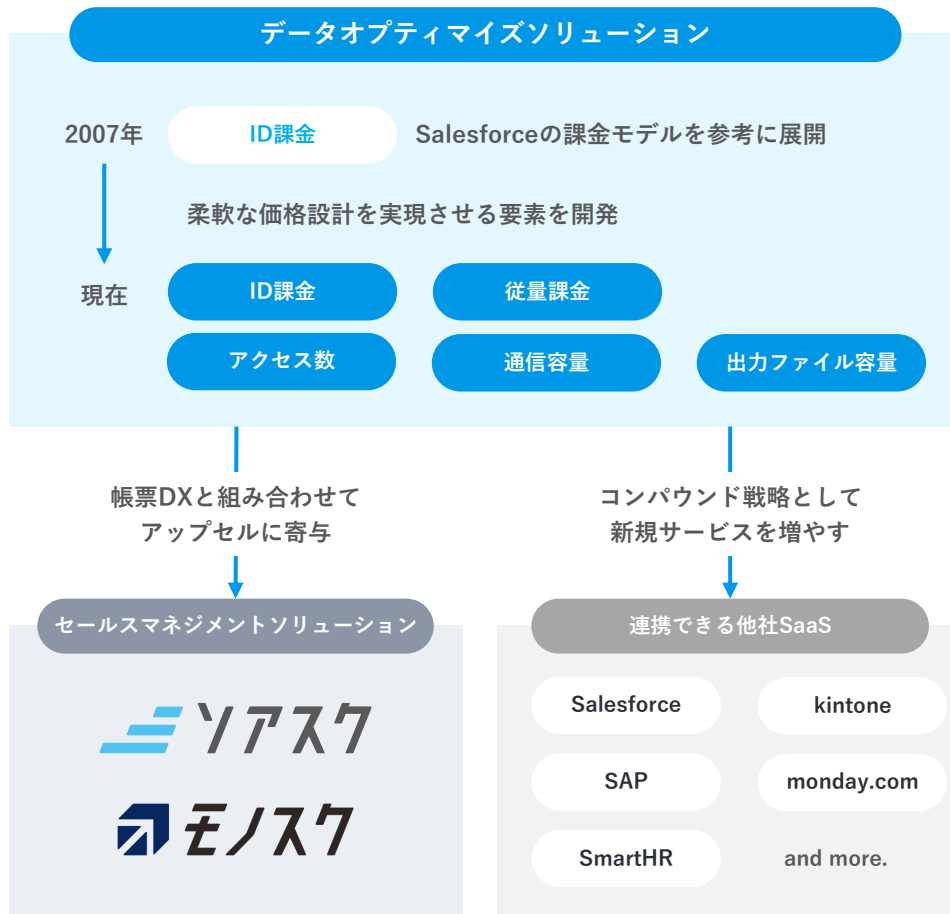 データオプティマイズソリューション
2007年 ID課金 Salesforceの課金モデルを参考に展開
柔軟な価格設計を実現させる要素を開発
現在 ID課金 従量課金
アクセス数 通信容量 出力ファイル容量
帳票DXと組み合わせて
アップセルに寄与
コンパウンド戦略として
新規サービスを増やす
セールスマネジメントソリューション
ソアスク
モノスク
連携できる他社SaaS
Salesforce kintone
SAP monday.com
SmartHR and more.